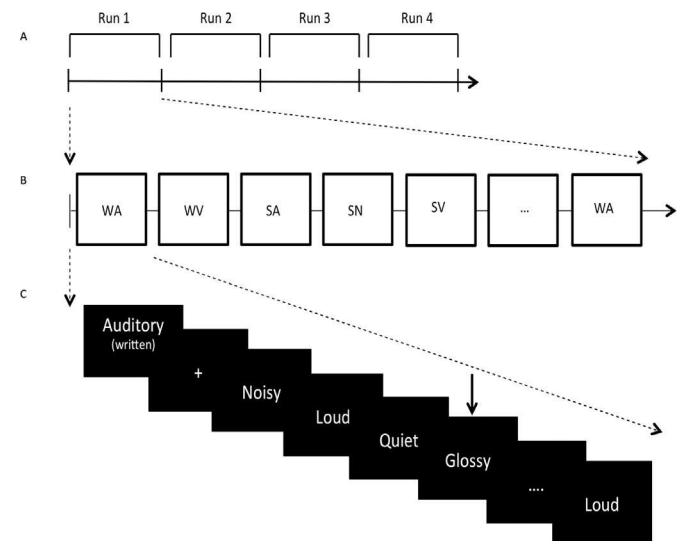 Run 1 Run 2 Run 3 Run 4
A
B
WA WV SA SN SV ... WA
C
Auditory
(written)
+
Noisy
Loud
Quiet
Glossy
....
Loud